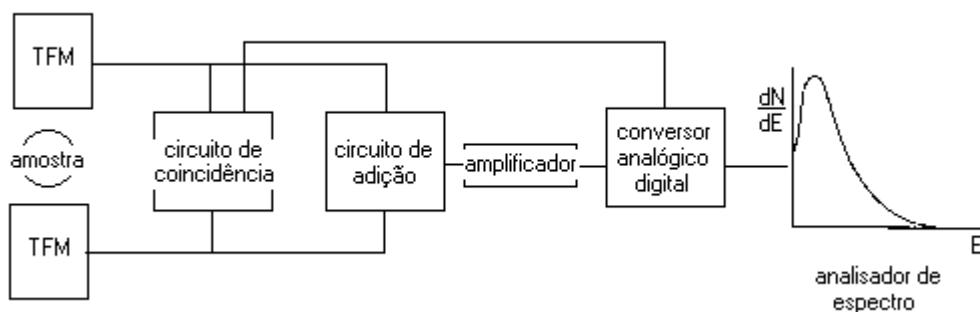 TFM
amostra
TFM
circuito de
coincidência
circuito de
adição
amplificador
conversor
analógico
digital
dN
dE
E
analisador de
espectro